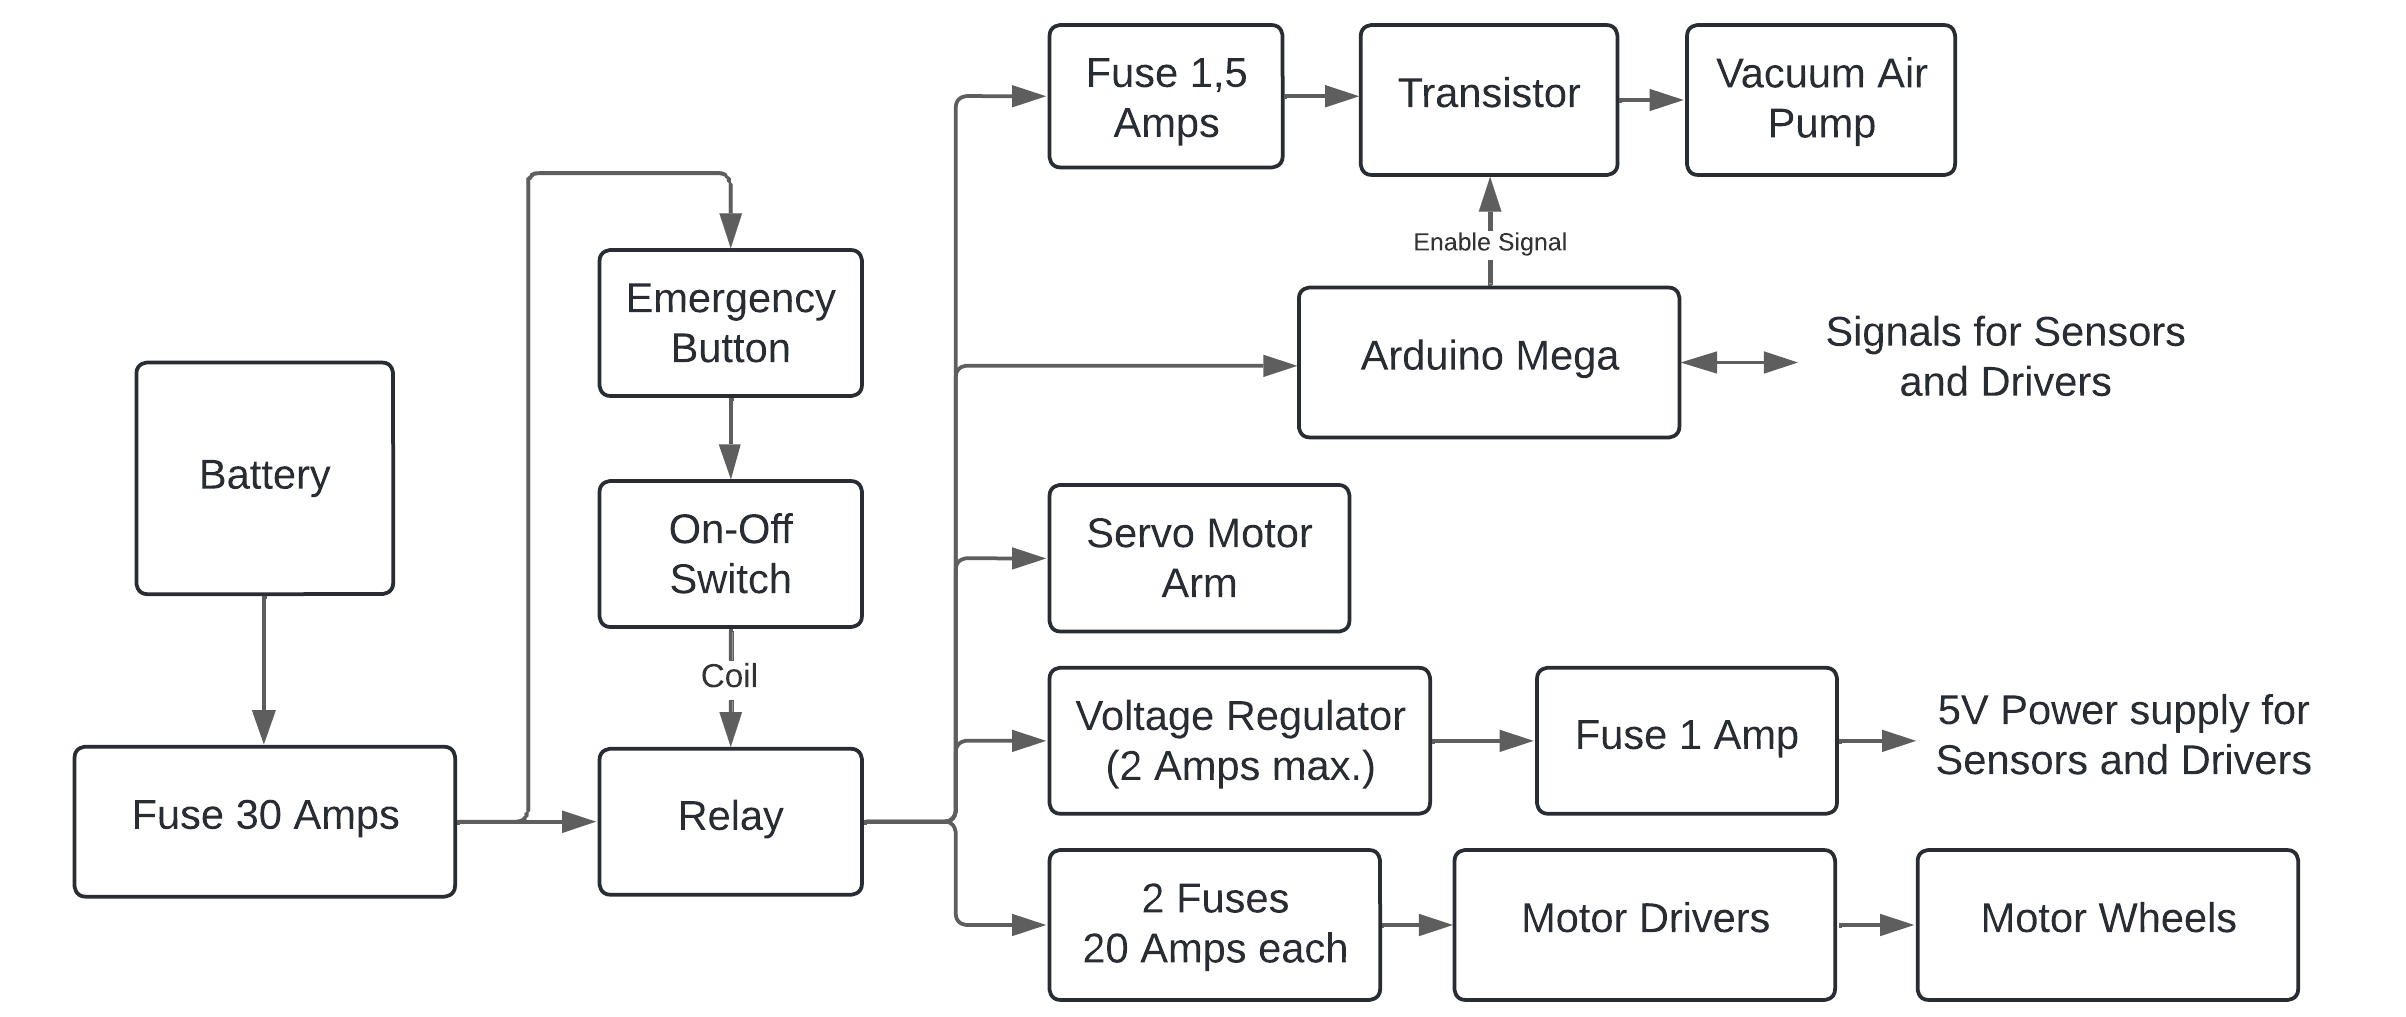 Fuse 1,5
Amps
Transistor
Vacuum Air
Pump
Enable Signal
Emergency
Button
Arduino Mega
Signals for Sensors
and Drivers
Battery
On-Off
Switch
Servo Motor
Arm
Coil
Voltage Regulator
(2 Amps max.)
Fuse 1 Amp
5V Power supply for
Sensors and Drivers
Fuse 30 Amps
Relay
2 Fuses
20 Amps each
Motor Drivers
Motor Wheels